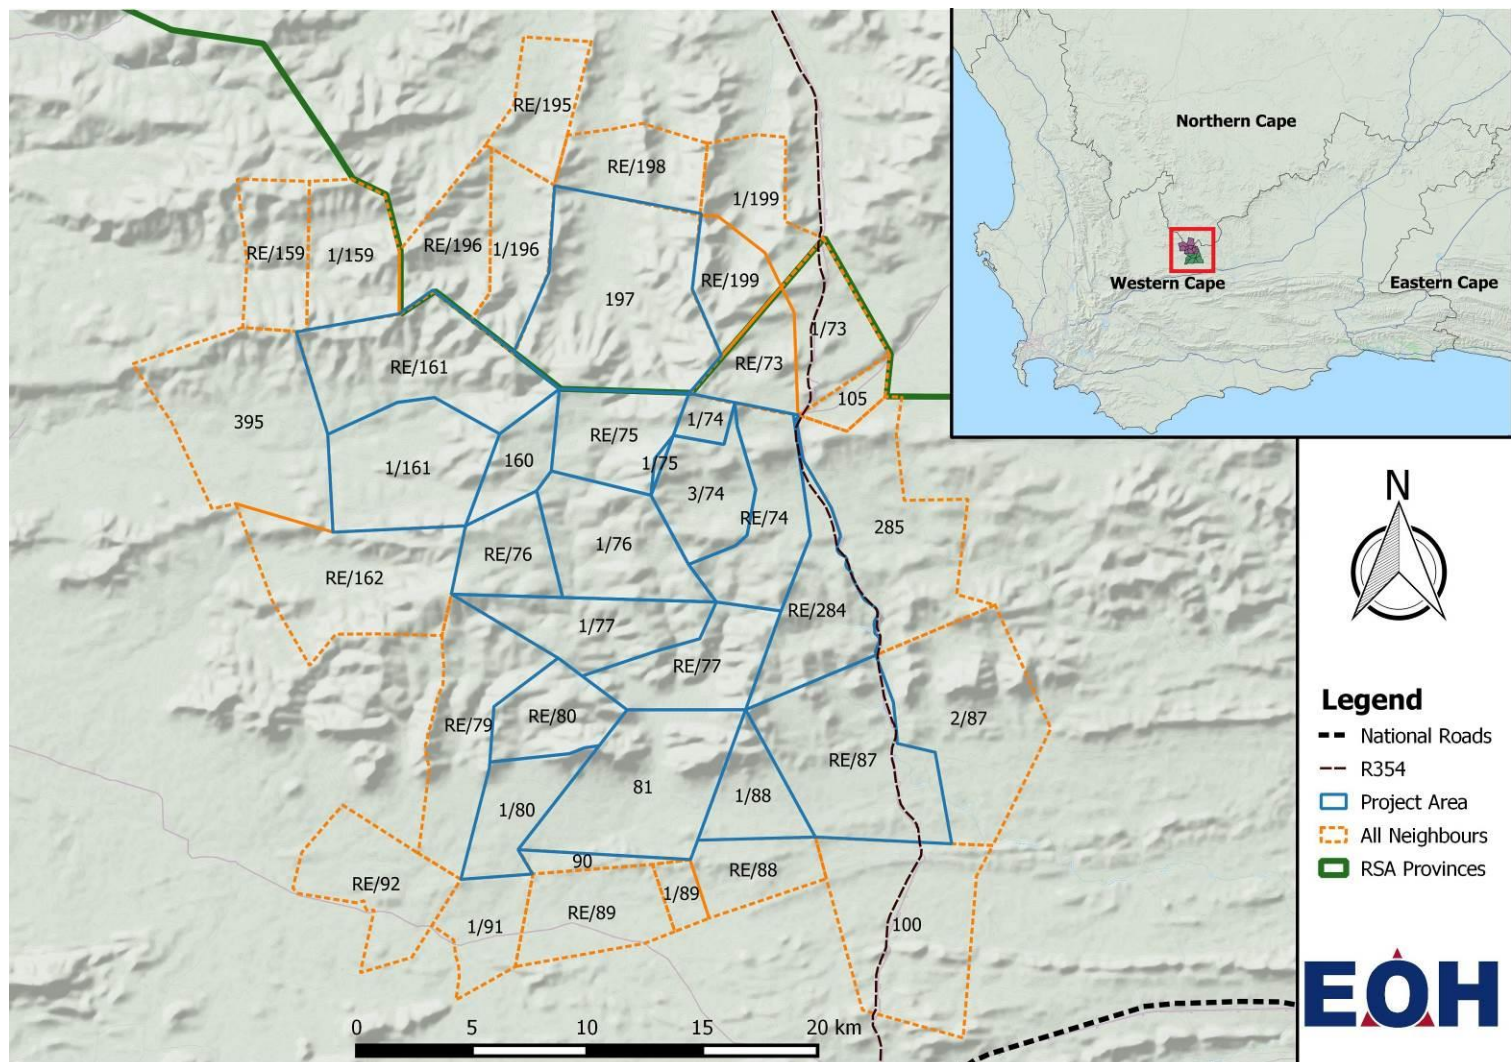 RE/195
RE/198
1/199
RE/159
1/159
RE/196
1/196
RE/199
197
1/73
RE/73
RE/161
105
395
1/74
RE/75
1/161
160
1/75
3/74
RE/74
285
RE/76
1/76
RE/162
RE/284
1/77
RE/77
RE/79
RE/80
2/87
RE/87
81
1/88
1/80
90
RE/88
RE/92
1/89
RE/89
1/91
100
0 5 10 15 20 km
Northern Cape
Western Cape
Eastern Cape
N
Legend
National Roads
R354
Project Area
All Neighbours
RSA Provinces
EOH